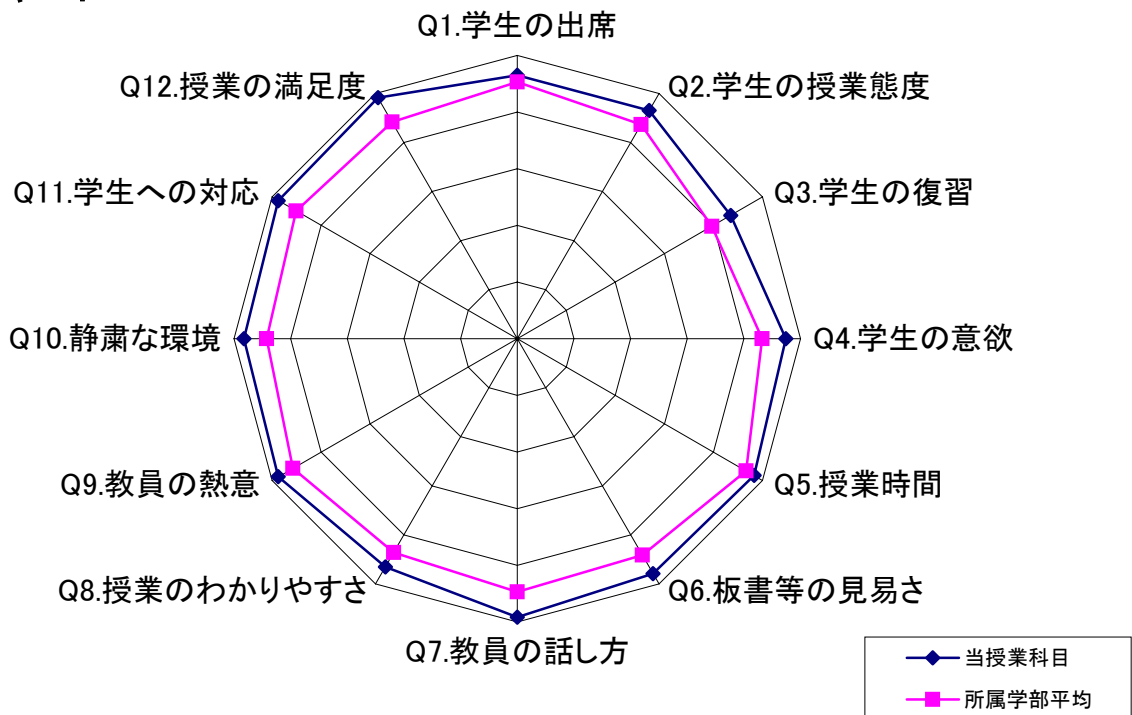 Q1.学生の出席
Q2.学生の授業態度
Q3.学生の復習
Q4.学生の意欲
Q5.授業時間
Q6.板書等の見易さ
Q7.教員の話し方
Q8.授業のわかりやすさ
Q9.教員の熱意
Q10.静粛な環境
Q11.学生への対応
Q12.授業の満足度
当授業科目
所属学部平均